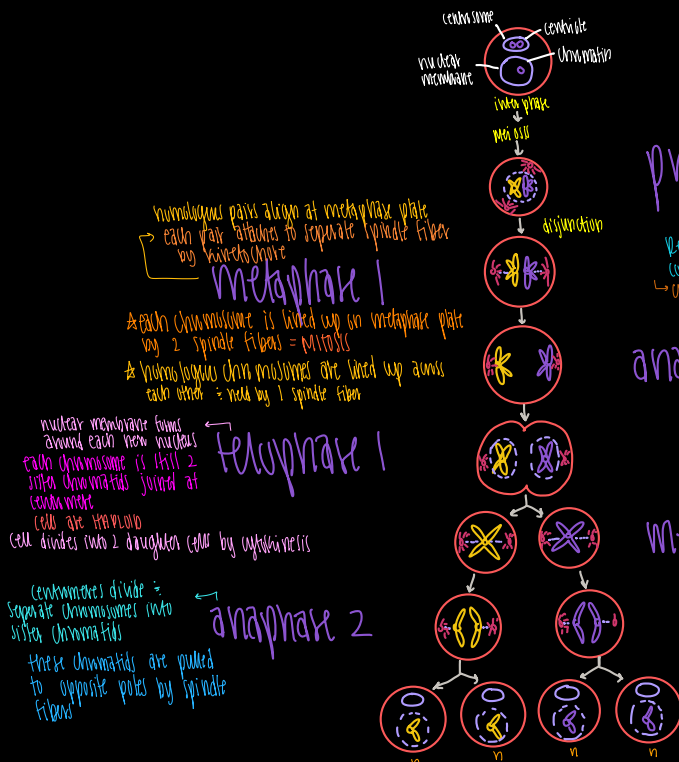 centrosome
centriole
nuclear
membrane
chromatin
interphase
meiosis
homologus pairs align at metaphase plate
each pair attaches to seperate spindle fiber
by kinetochore
disjunction
metaphase 1
each chromosome is lined up on metaphase plate
by 2 spindle fibers = MITOSIS
homologus chromosomes are lined up across
each other & held by 1 spindle fiber
ana
nuclear membrane forms
around each new nucleus
telophase 1
each chromosome is still 2
sister chromatids joined at
centromere
cells are HAPLOID
cell divides into 2 daughter cells by cytokinesis
centromeres divide &
seperate chromosomes into
sister chromatids
anaphase 2
these chromatids are pulled
to opposite poles by spindle
fibers
n
n
n
n